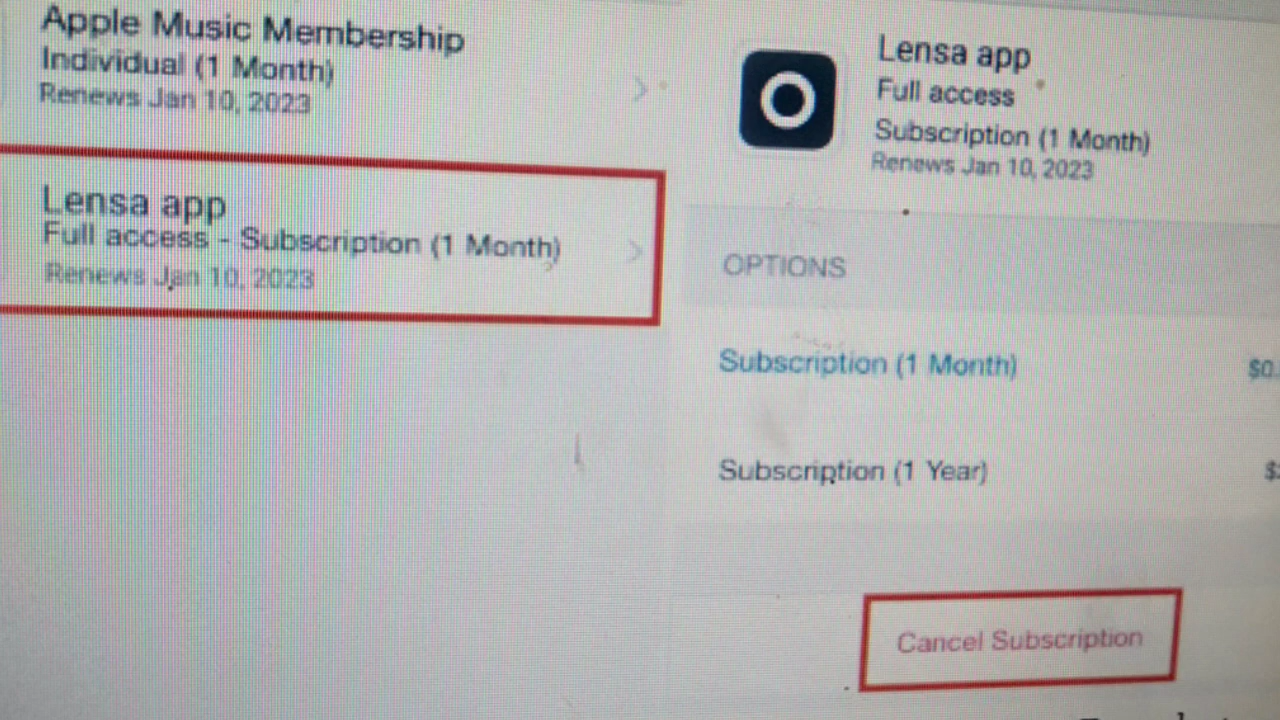 Apple Music Membership
Individual (1 Month)
Renews Jan 10, 2023
Lensa app
Full access - Subscription (1 Month)
Renews Jan 10, 2023
Lensa app
Full access
Subscription (1 Month)
Renews Jan 10, 2023
OPTIONS
Subscription (1 Month) $0.
Subscription (1 Year)
Cancel Subscription